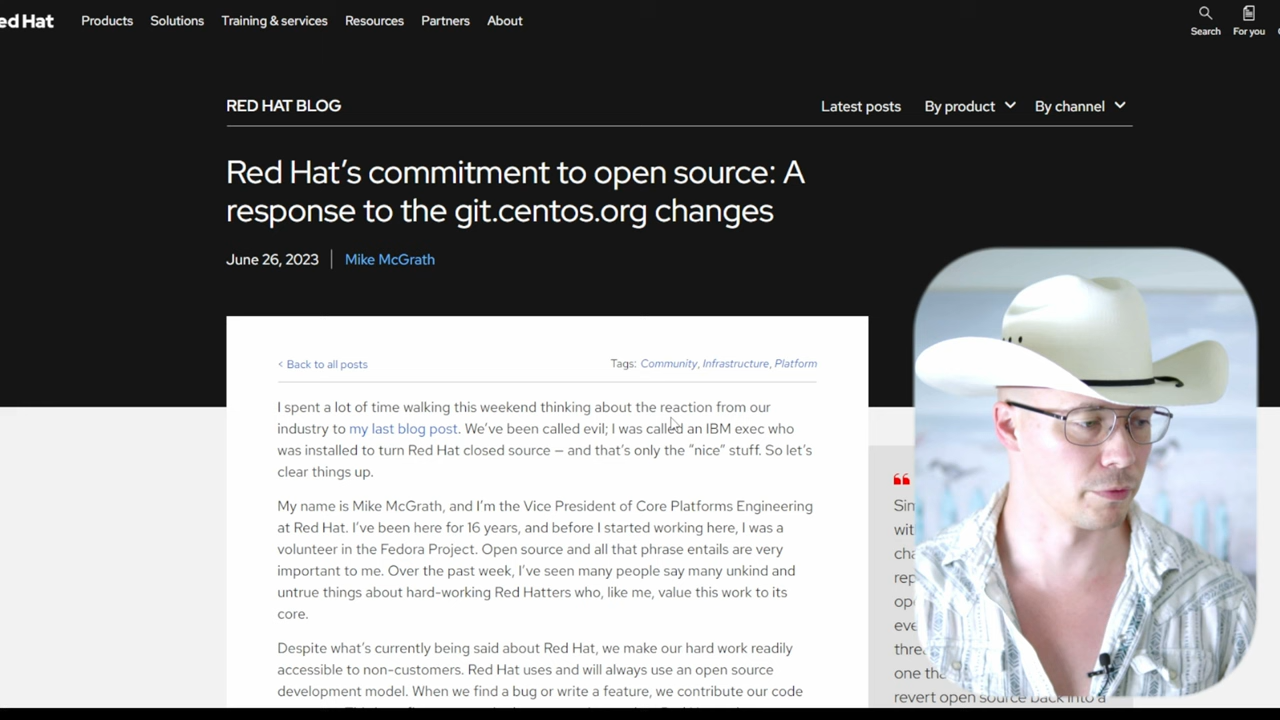 ed Hat Products Solutions Training & services Resources Partners About Search For you
RED HAT BLOG Latest posts By product By channel
Red Hat’s commitment to open source: A
response to the git.centos.org changes
June 26, 2023 | Mike McGrath
< Back to all posts Tags: Community, Infrastructure, Platform
I spent a lot of time walking this weekend thinking about the reaction from our
industry to my last blog post. We’ve been called evil; I was called an IBM exec who
was installed to turn Red Hat closed source — and that’s only the “nice” stuff. So let’s
clear things up.
My name is Mike McGrath, and I’m the Vice President of Core Platforms Engineering
at Red Hat. I’ve been here for 16 years, and before I started working here, I was a
volunteer in the Fedora Project. Open source and all that phrase entails are very
important to me. Over the past week, I’ve seen many people say many unkind and
untrue things about hard-working Red Hatters who, like me, value this work to its
core.
Despite what’s currently being said about Red Hat, we make our hard work readily
accessible to non-customers. Red Hat uses and will always use an open source
development model. When we find a bug or write a feature, we contribute our code
❝
Sin
wit
cha
rep
op
eve
thre
one tha
revert open source back into a